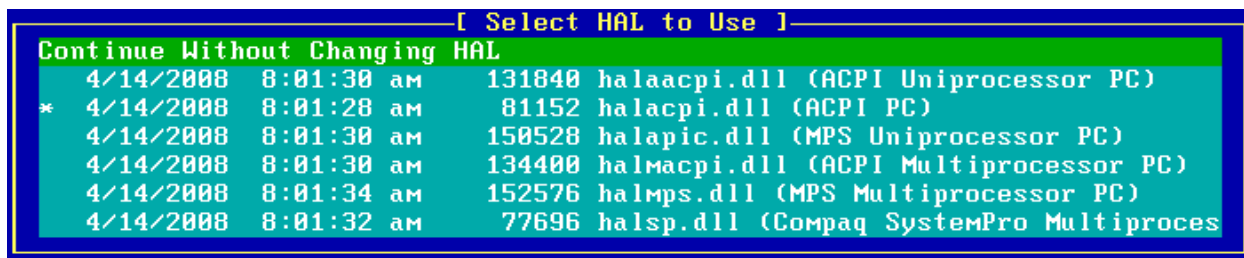 [ Select HAL to Use ]
Continue Without Changing HAL
4/14/2008 8:01:30 am 131840 halaacpi.dll (ACPI Uniprocessor PC)
* 4/14/2008 8:01:28 am 81152 halacpi.dll (ACPI PC)
4/14/2008 8:01:30 am 150528 halapic.dll (MPS Uniprocessor PC)
4/14/2008 8:01:30 am 134400 halmacpi.dll (ACPI Multiprocessor PC)
4/14/2008 8:01:34 am 152576 halmps.dll (MPS Multiprocessor PC)
4/14/2008 8:01:32 am 77696 halsp.dll (Compaq SystemPro Multiproces